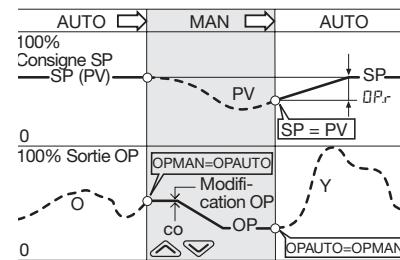 AUTO MAN AUTO
100%
Consigne SP
SP (PV)
PV
SP
OP.r
SP = PV
0
100% Sortie OP
OPMAN=OPAUTO
Modifi-
cation OP
O
co
OP
Y
0
OPAUTO=OPMAN